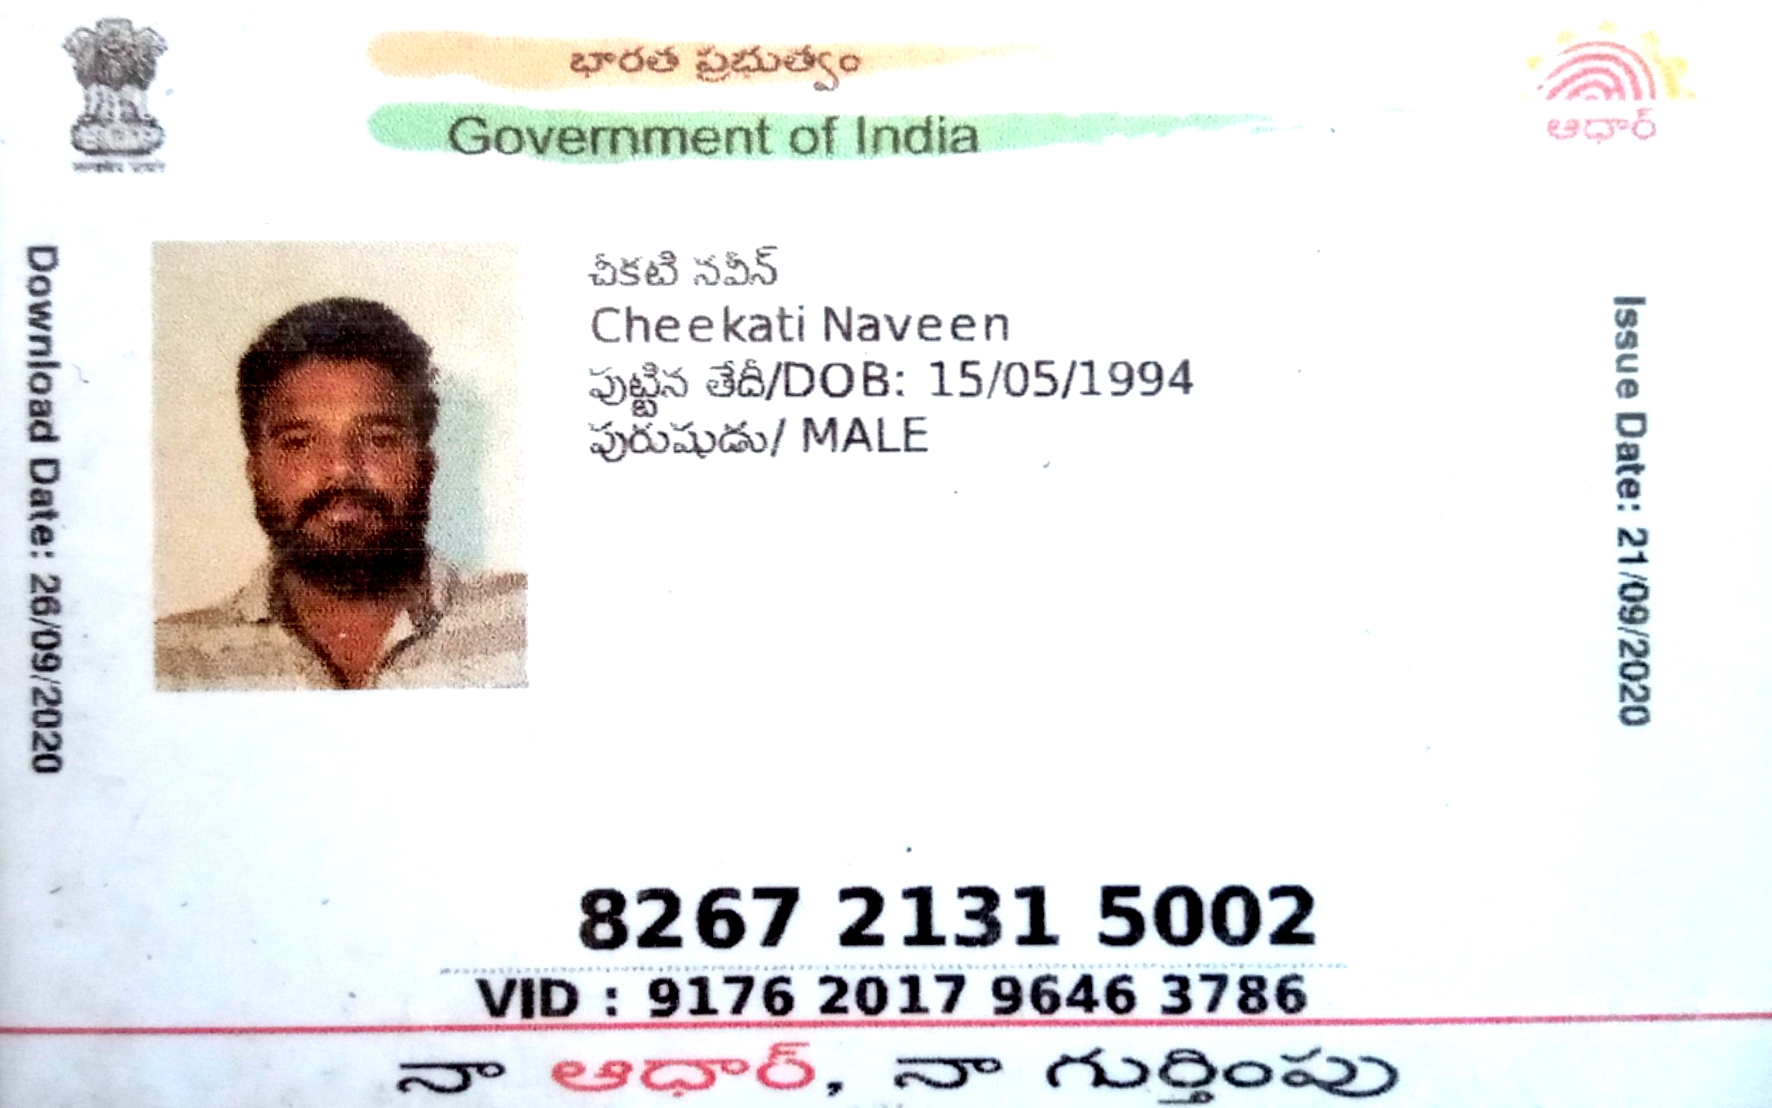 భారత ప్రభుత్వం
Government of India
ఆధార్
Download Date: 26/09/2020
చీకటి నవీన్
Cheekati Naveen
పుట్టిన తేదీ/DOB: 15/05/1994
పురుషుడు/ MALE
Issue Date: 21/09/2020
8267 2131 5002
VID : 9176 2017 9646 3786
నా ఆధార్, నా గుర్తింపు